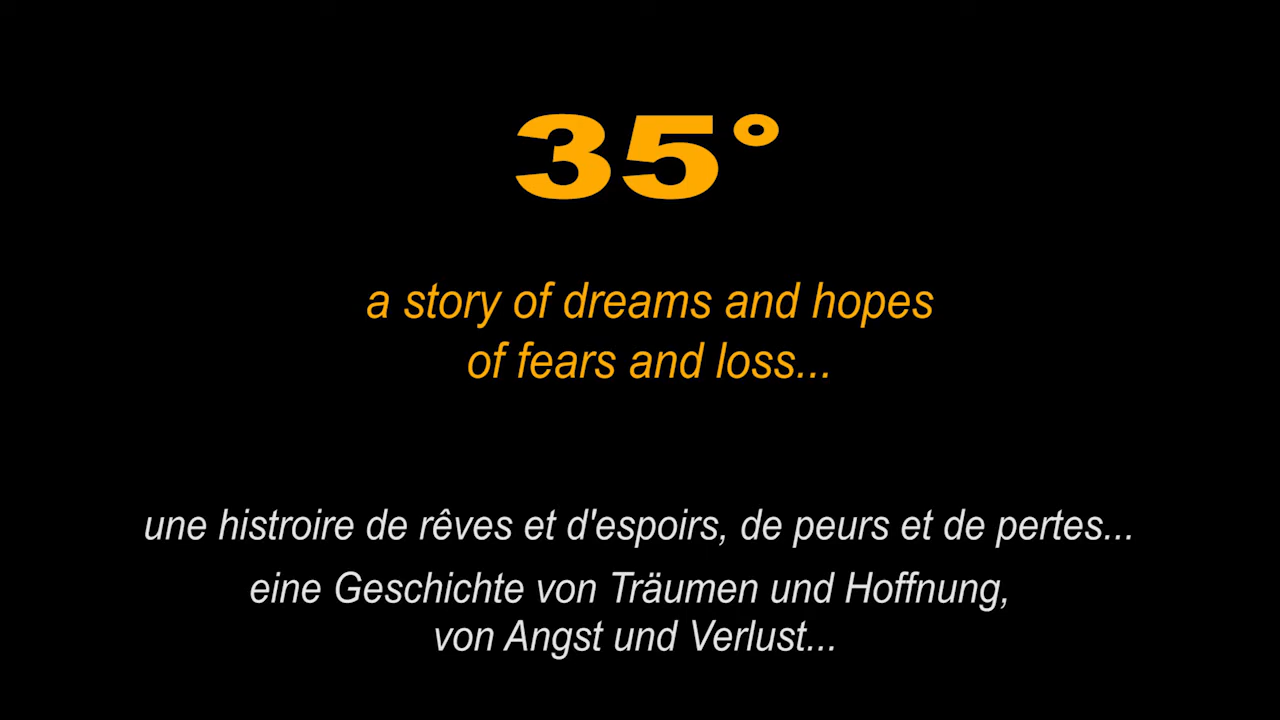 35°
a story of dreams and hopes
of fears and loss...
une histroire de rêves et d'espoirs, de peurs et de pertes...
eine Geschichte von Träumen und Hoffnung,
von Angst und Verlust...